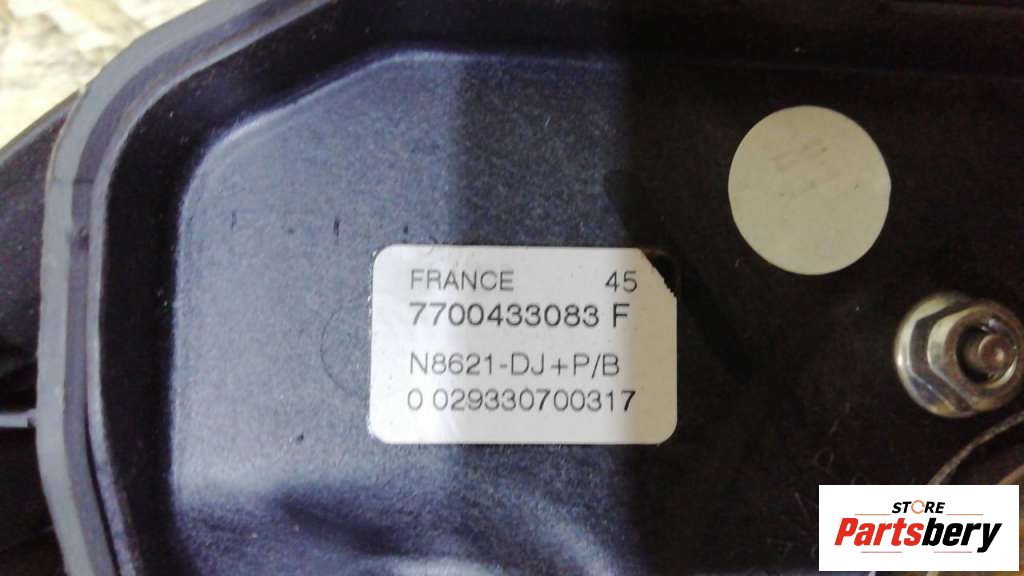 FRANCE 45
7700433083 F
N8621-DJ+P/B
0 029330700317
STORE
Partsbery